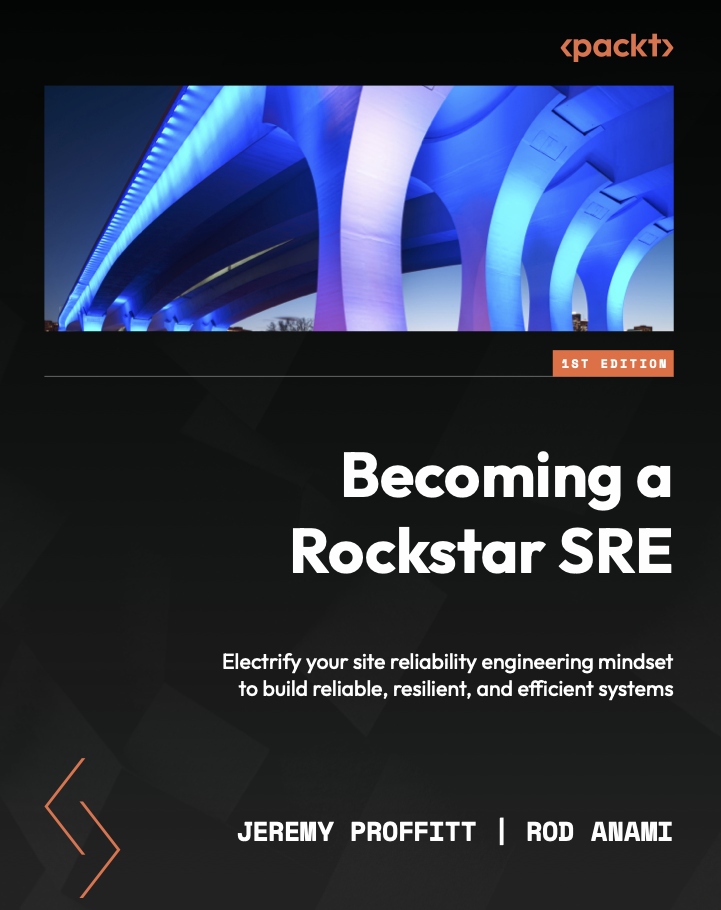 <packt>
1ST EDITION
Becoming a
Rockstar SRE
Electrify your site reliability engineering mindset
to build reliable, resilient, and efficient systems
JEREMY PROFFITT | ROD ANAMI